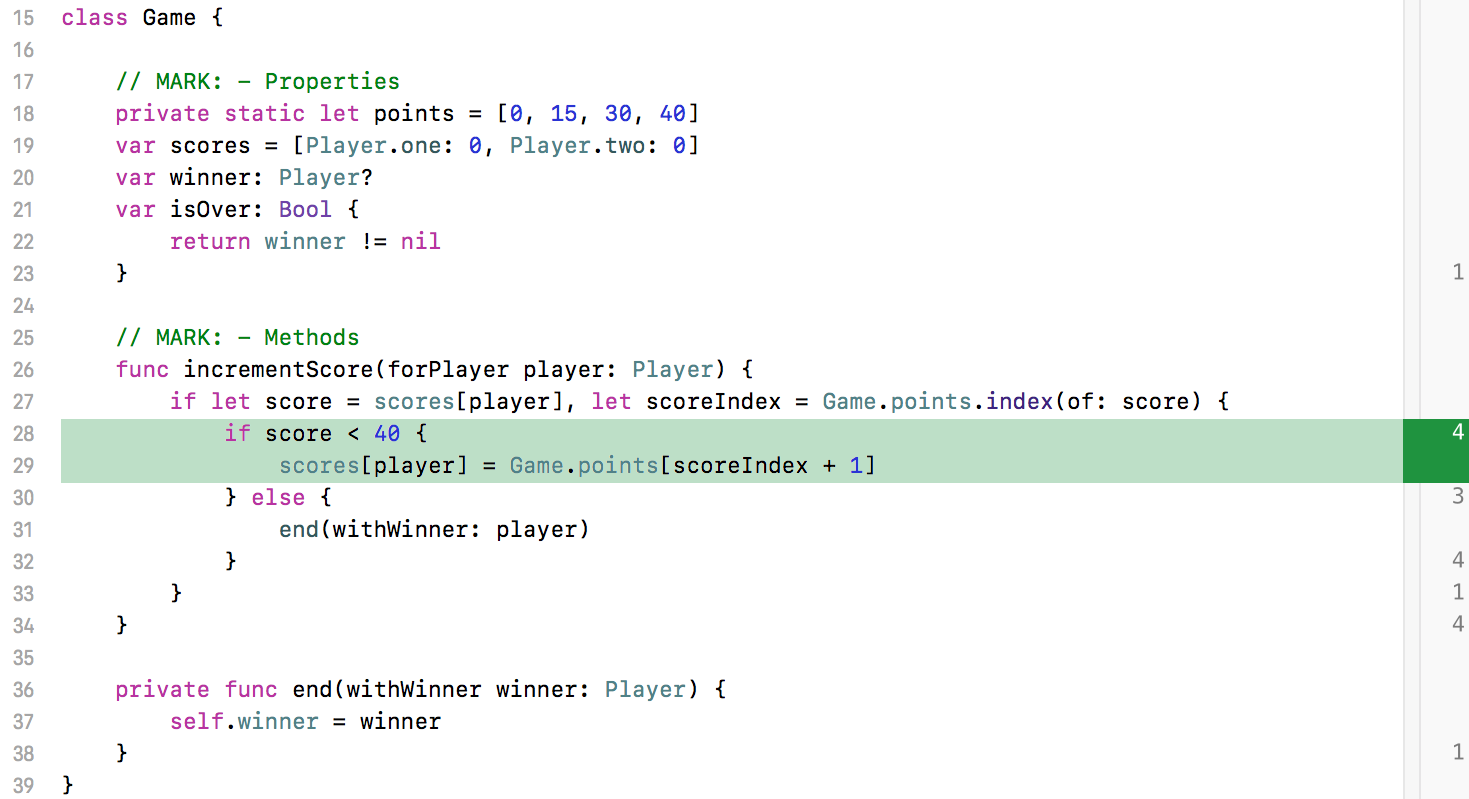 15 class Game {
16
17     // MARK: - Properties
18     private static let points = [0, 15, 30, 40]
19     var scores = [Player.one: 0, Player.two: 0]
20     var winner: Player?
21     var isOver: Bool {
22         return winner != nil
23     } 1
24
25     // MARK: - Methods
26     func incrementScore(forPlayer player: Player) {
27         if let score = scores[player], let scoreIndex = Game.points.index(of: score) {
28             if score < 40 { 4
29                 scores[player] = Game.points[scoreIndex + 1]
30             } else { 3
31                 end(withWinner: player)
32             } 4
33         } 1
34     } 4
35
36     private func end(withWinner winner: Player) {
37         self.winner = winner
38     } 1
39 }